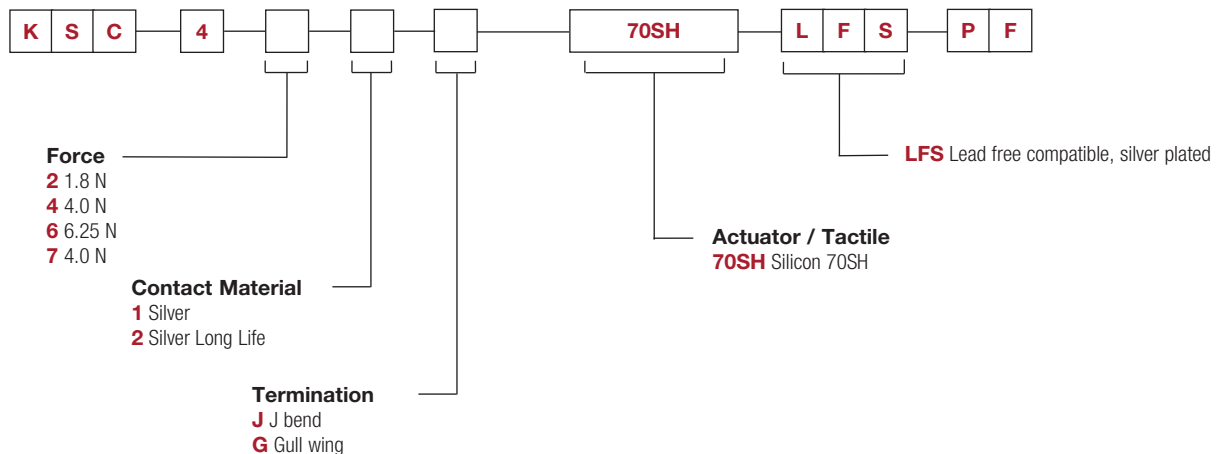 K S C 4 70SH L F S P F
Force
2 1.8 N
4 4.0 N
6 6.25 N
7 4.0 N
LFS Lead free compatible, silver plated
Actuator / Tactile
70SH Silicon 70SH
Contact Material
1 Silver
2 Silver Long Life
Termination
J J bend
G Gull wing